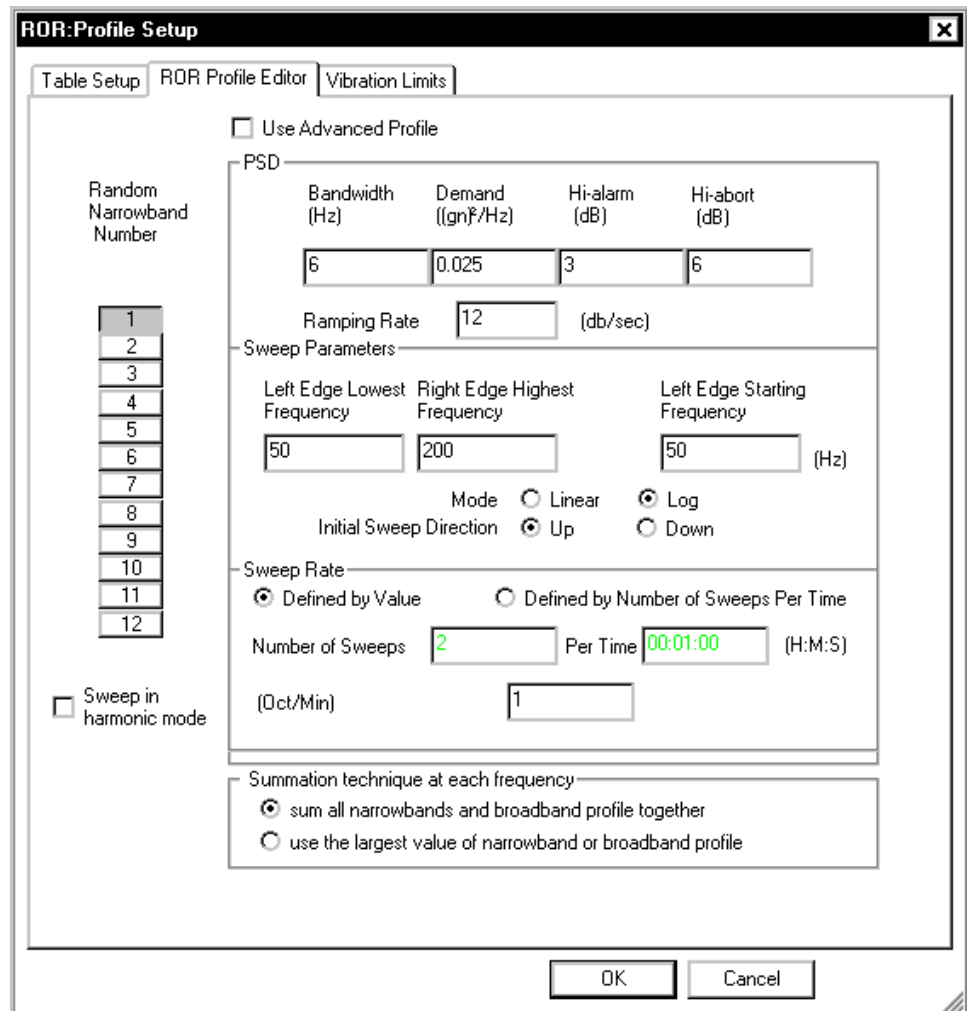 ROR:Profile Setup
Table Setup ROR Profile Editor Vibration Limits
Use Advanced Profile
PSD
Random
Narrowband
Number
Bandwidth
(Hz)
Demand
((gn)²/Hz)
Hi-alarm
(dB)
Hi-abort
(dB)
6 0.025 3 6
Ramping Rate 12 (db/sec)
1
2
3
4
5
6
7
8
9
10
11
12
Sweep in
harmonic mode
Sweep Parameters
Left Edge Lowest
Frequency
Right Edge Highest
Frequency
Left Edge Starting
Frequency
50 200 50 (Hz)
Mode Linear Log
Initial Sweep Direction Up Down
Sweep Rate
Defined by Value Defined by Number of Sweeps Per Time
Number of Sweeps 2 Per Time 00:01:00 (H:M:S)
(Oct/Min) 1
Summation technique at each frequency
sum all narrowbands and broadband profile together
use the largest value of narrowband or broadband profile
OK Cancel